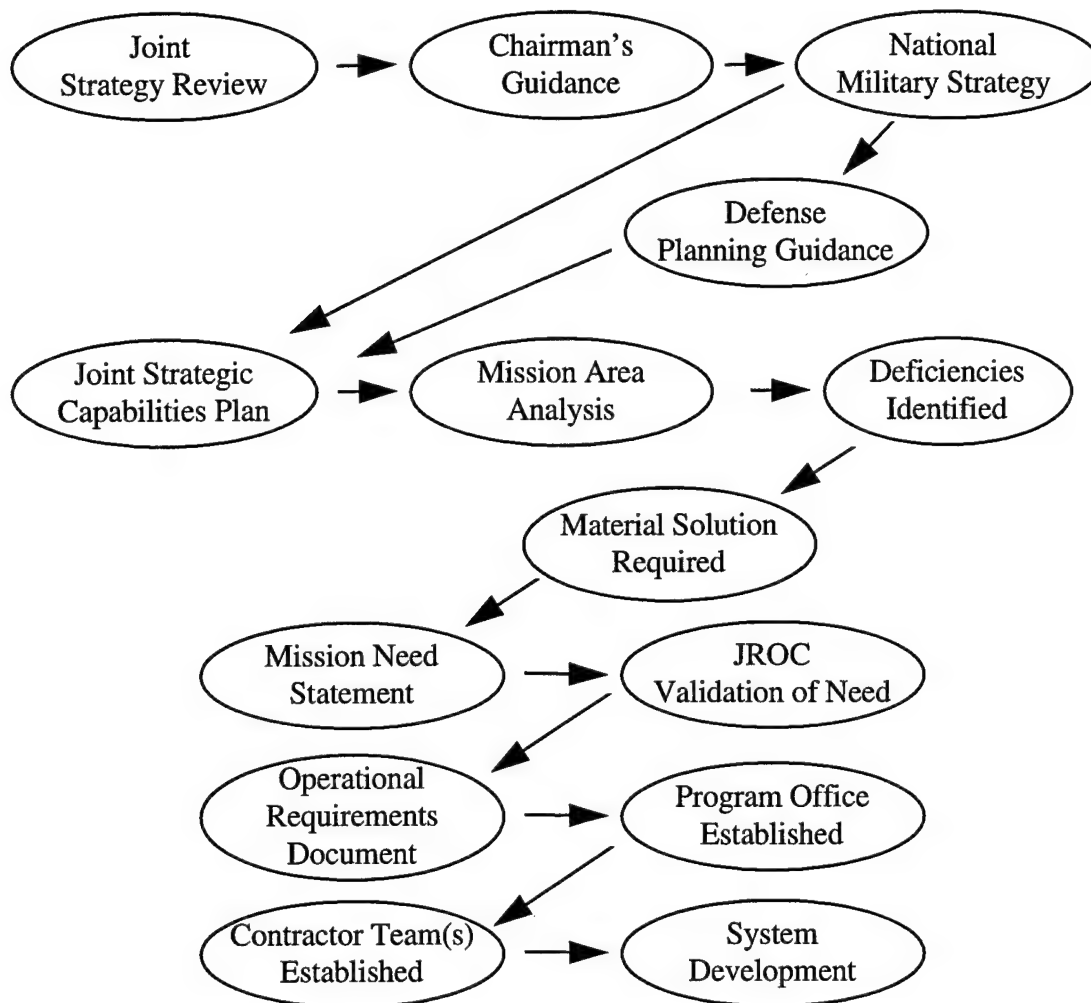 Joint
Strategy Review
Chairman's
Guidance
National
Military Strategy
Defense
Planning Guidance
Joint Strategic
Capabilities Plan
Mission Area
Analysis
Deficiencies
Identified
Material Solution
Required
Mission Need
Statement
JROC
Validation of Need
Operational
Requirements
Document
Program Office
Established
Contractor Team(s)
Established
System
Development